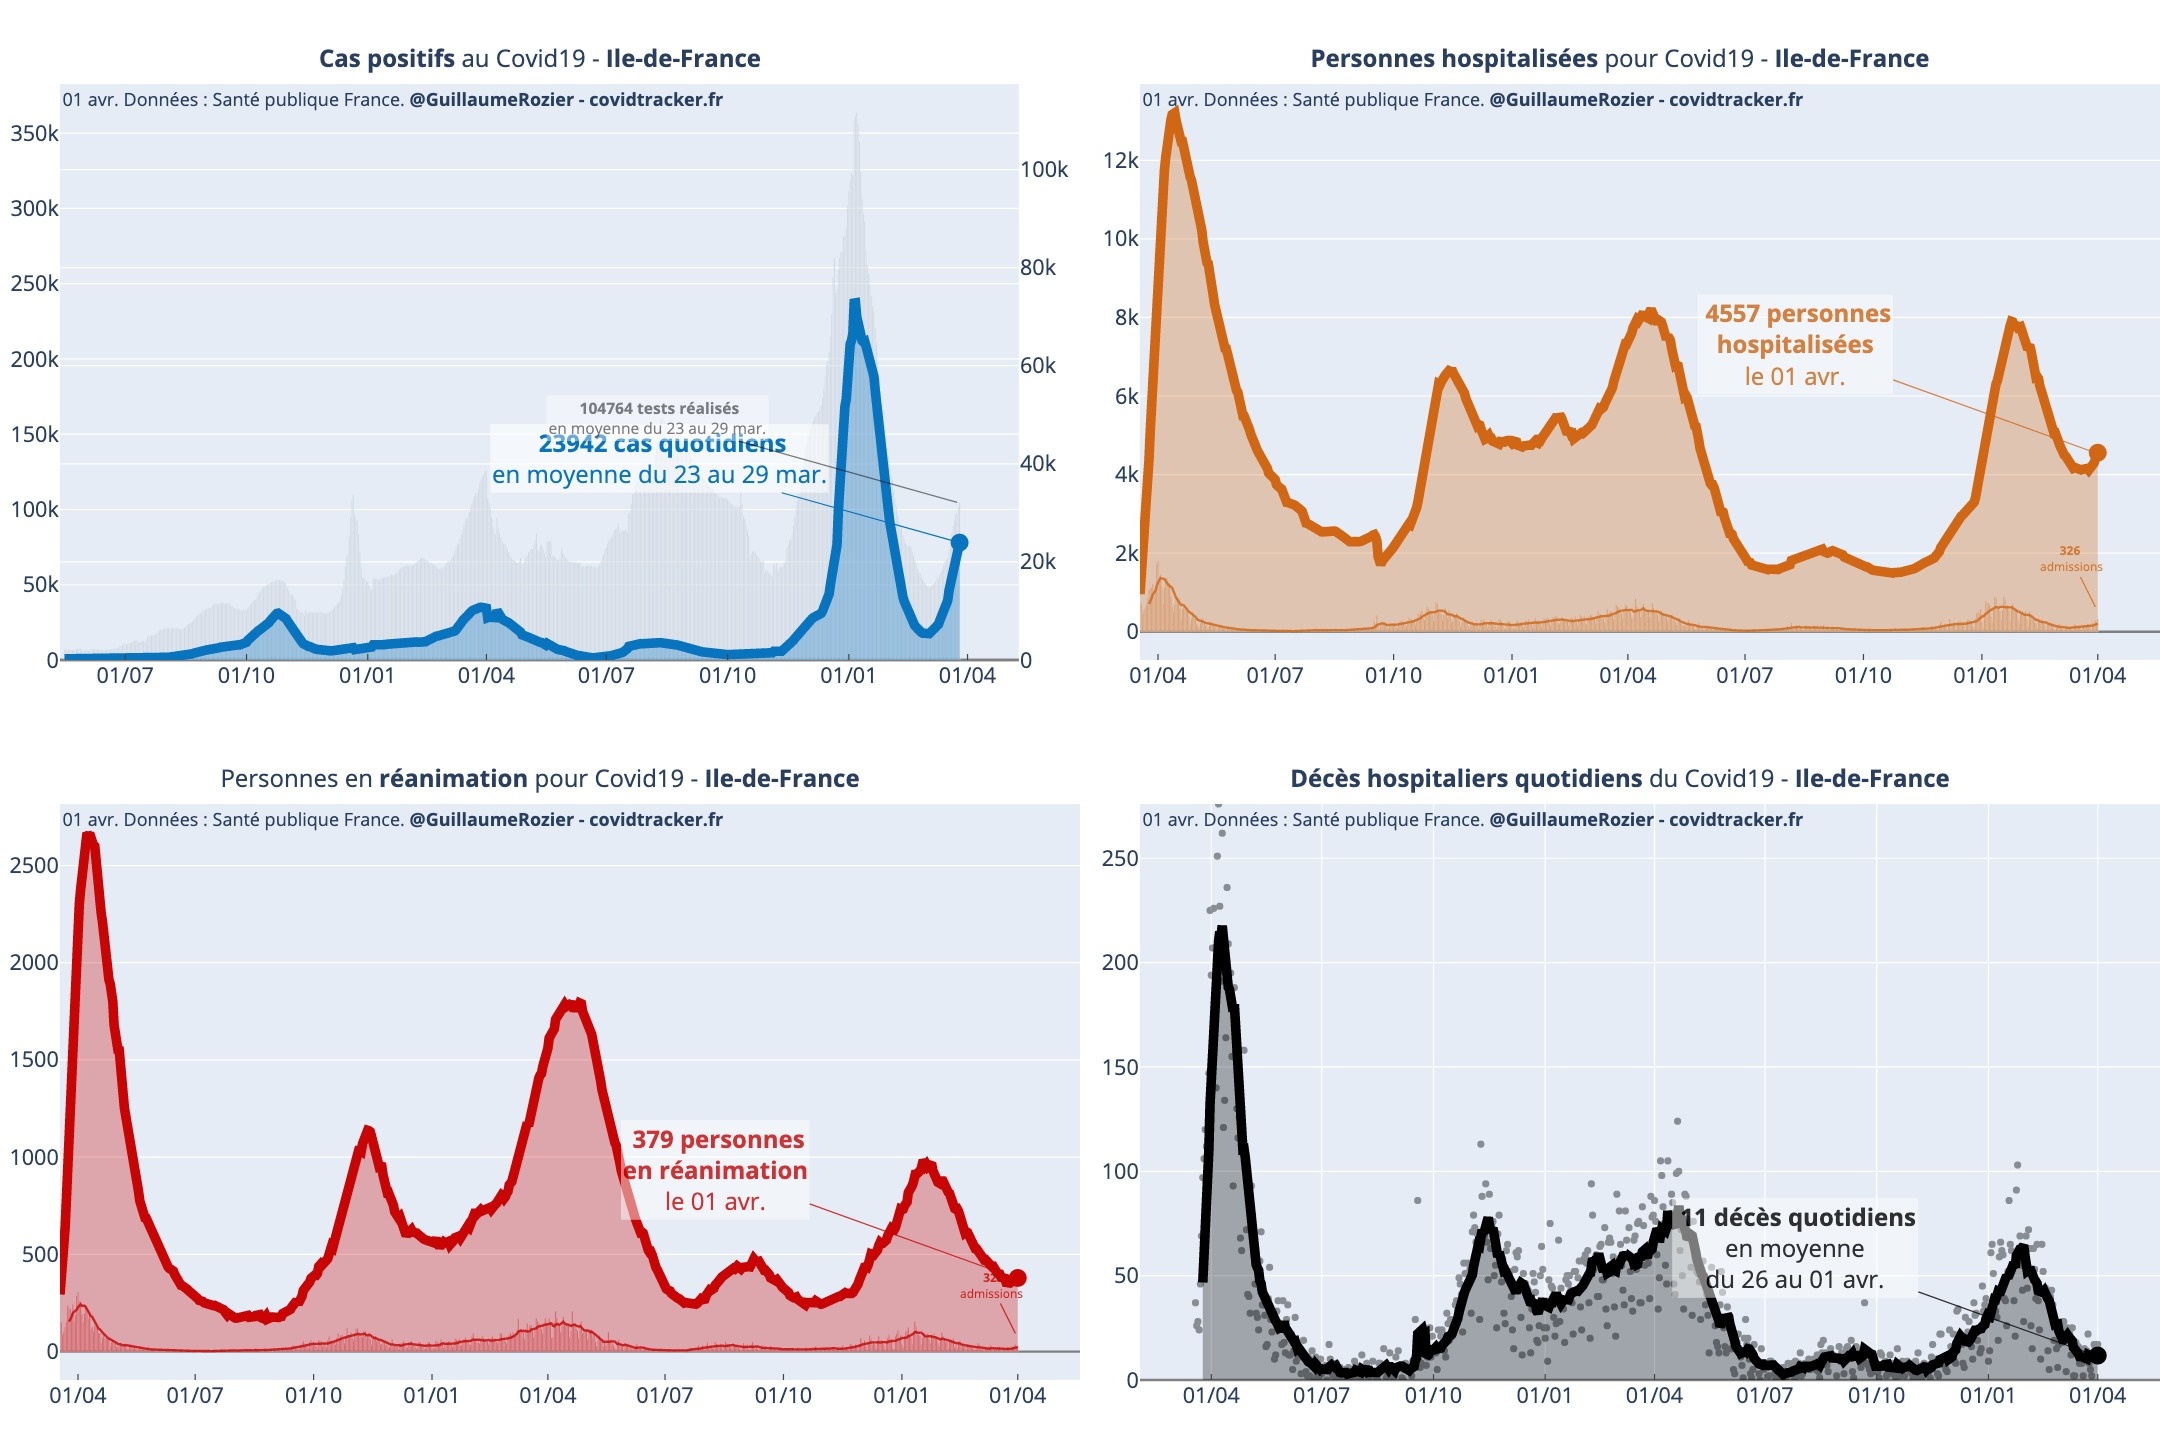 Cas positifs au Covid19 - Ile-de-France
01 avr. Données : Santé publique France. @GuillaumeRozier - covidtracker.fr
350k
300k
250k
200k
150k
100k
50k
0
100k
80k
60k
40k
20k
0
104764 tests réalisés
en moyenne du 23 au 29 mar.
23942 cas quotidiens
en moyenne du 23 au 29 mar.
01/07 01/10 01/01 01/04 01/07 01/10 01/01 01/04
Personnes hospitalisées pour Covid19 - Ile-de-France
01 avr. Données : Santé publique France. @GuillaumeRozier - covidtracker.fr
12k
10k
8k
6k
4k
2k
0
4557 personnes
hospitalisées
le 01 avr.
326
admissions
01/04 01/07 01/10 01/01 01/04 01/07 01/10 01/01 01/04
Personnes en réanimation pour Covid19 - Ile-de-France
01 avr. Données : Santé publique France. @GuillaumeRozier - covidtracker.fr
2500
2000
1500
1000
500
0
379 personnes
en réanimation
le 01 avr.
admissions
01/04 01/07 01/10 01/01 01/04 01/07 01/10 01/01 01/04
Décès hospitaliers quotidiens du Covid19 - Ile-de-France
01 avr. Données : Santé publique France. @GuillaumeRozier - covidtracker.fr
250
200
150
100
50
0
11 décès quotidiens
en moyenne
du 26 au 01 avr.
01/04 01/07 01/10 01/01 01/04 01/07 01/10 01/01 01/04